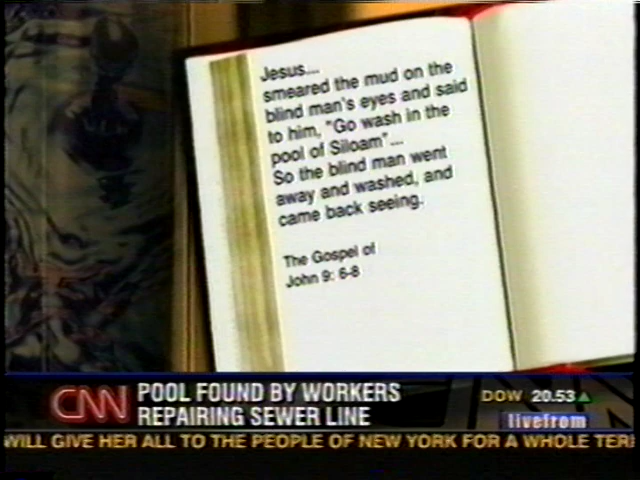 Jesus...
smeared the mud on the
blind man's eyes and said
to him, "Go wash in the
pool of Siloam"...
So the blind man went
away and washed, and
came back seeing.
The Gospel of
John 9: 6-8
CNN
POOL FOUND BY WORKERS
REPAIRING SEWER LINE
DOW 20.53
livefrom
WILL GIVE HER ALL TO THE PEOPLE OF NEW YORK FOR A WHOLE